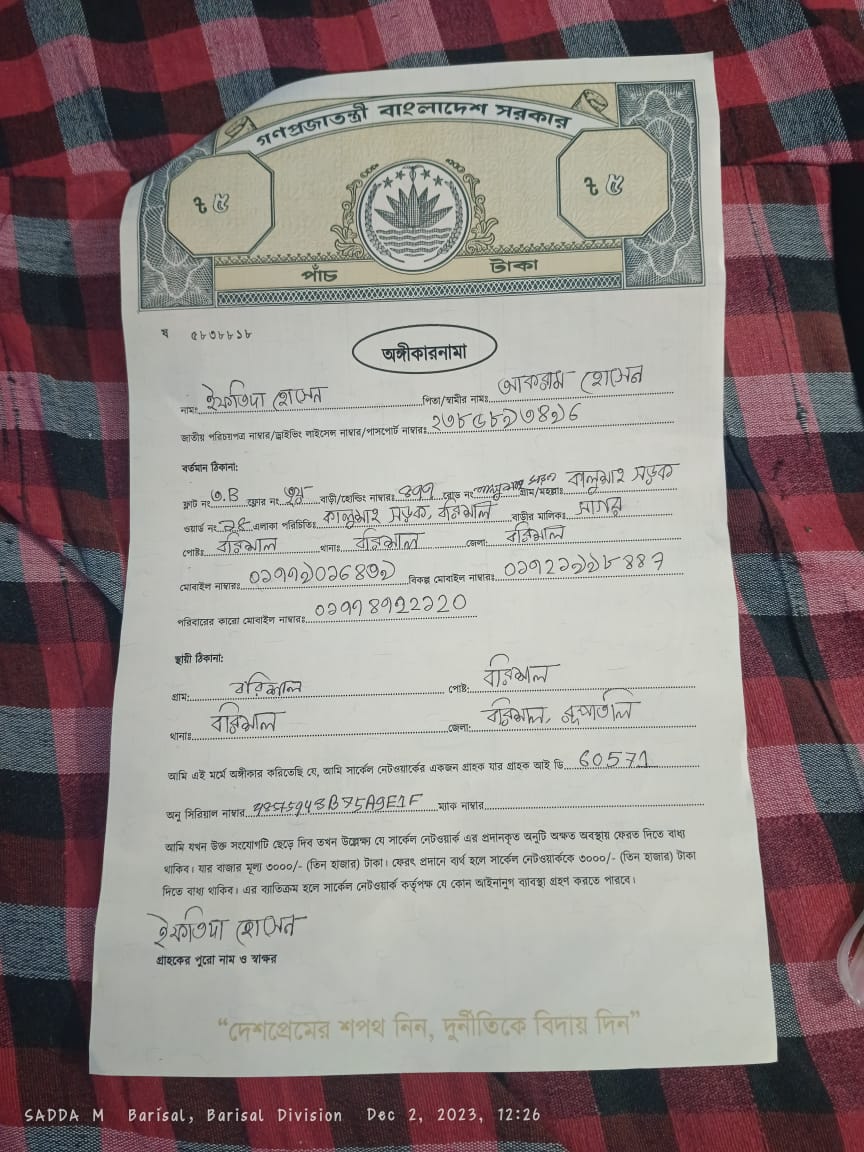 গণপ্রজাতন্ত্রী বাংলাদেশ সরকার
৳ ৫ ৳ ৫
পাঁচ টাকা
ষ ৫৮৩৮৮১৮
অঙ্গীকারনামা
নামঃ ইফতিদা হোসেন পিতা/স্বামীর নামঃ আকরাম হোসেন
জাতীয় পরিচয়পত্র নাম্বার/ড্রাইভিং লাইসেন্স নাম্বার/পাসপোর্ট নাম্বারঃ
বর্তমান ঠিকানা:
ফ্লাট নং ৩.B ফ্লোর নং বাড়ী/হোল্ডিং নাম্বারঃ রোড নং গ্রাম/মহল্লাঃ কালুশাহ সড়ক
ওয়ার্ড নং এলাকা পরিচিতিঃ কালুশাহ সড়ক, বরিশাল বাড়ীর মালিকঃ সাগর
পোষ্টঃ বরিশাল থানাঃ বরিশাল জেলা: বরিশাল
মোবাইল নাম্বারঃ বিকল্প মোবাইল নাম্বারঃ
পরিবারের কারো মোবাইল নাম্বারঃ
স্থায়ী ঠিকানা:
গ্রাম: বরিশাল পোষ্ট: বরিশাল
থানাঃ বরিশাল জেলা: বরিশাল, রূপাতলি
আমি এই মর্মে অঙ্গীকার করিতেছি যে, আমি সার্কেল নেটওয়ার্কের একজন গ্রাহক যার গ্রাহক আই ডি 60571
অনু সিরিয়াল নাম্বার ম্যাক নাম্বার
আমি যখন উক্ত সংযোগটি ছেড়ে দিব তখন উল্লেখ্য যে সার্কেল নেটওয়ার্ক এর প্রদানকৃত অনুটি অক্ষত অবস্থায় ফেরত দিতে বাধ্য
থাকিব। যার বাজার মূল্য ৩০০০/- (তিন হাজার) টাকা। ফেরৎ প্রদানে ব্যর্থ হলে সার্কেল নেটওয়ার্ককে ৩০০০/- (তিন হাজার) টাকা
দিতে বাধ্য থাকিব। এর ব্যতিক্রম হলে সার্কেল নেটওয়ার্ক কর্তৃপক্ষ যে কোন আইনানুগ ব্যবস্থা গ্রহণ করতে পারবে।
ইফতিদা হোসেন
গ্রাহকের পুরো নাম ও স্বাক্ষর
“দেশপ্রেমের শপথ নিন, দুর্নীতিকে বিদায় দিন”
SADDA M Barisal, Barisal Division Dec 2, 2023, 12:26